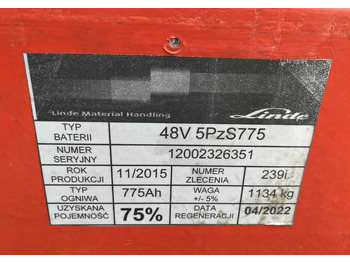 Linde Material Handling
Linde
TYP BATERII 48V 5PzS775
NUMER SERYJNY 12002326351
ROK PRODUKCJI 11/2015 NUMER ZLECENIA 239i
TYP OGNIWA 775Ah WAGA +/- 5% 1134 kg
UZYSKANA POJEMNOŚĆ 75% DATA REGENERACJI 04/2022